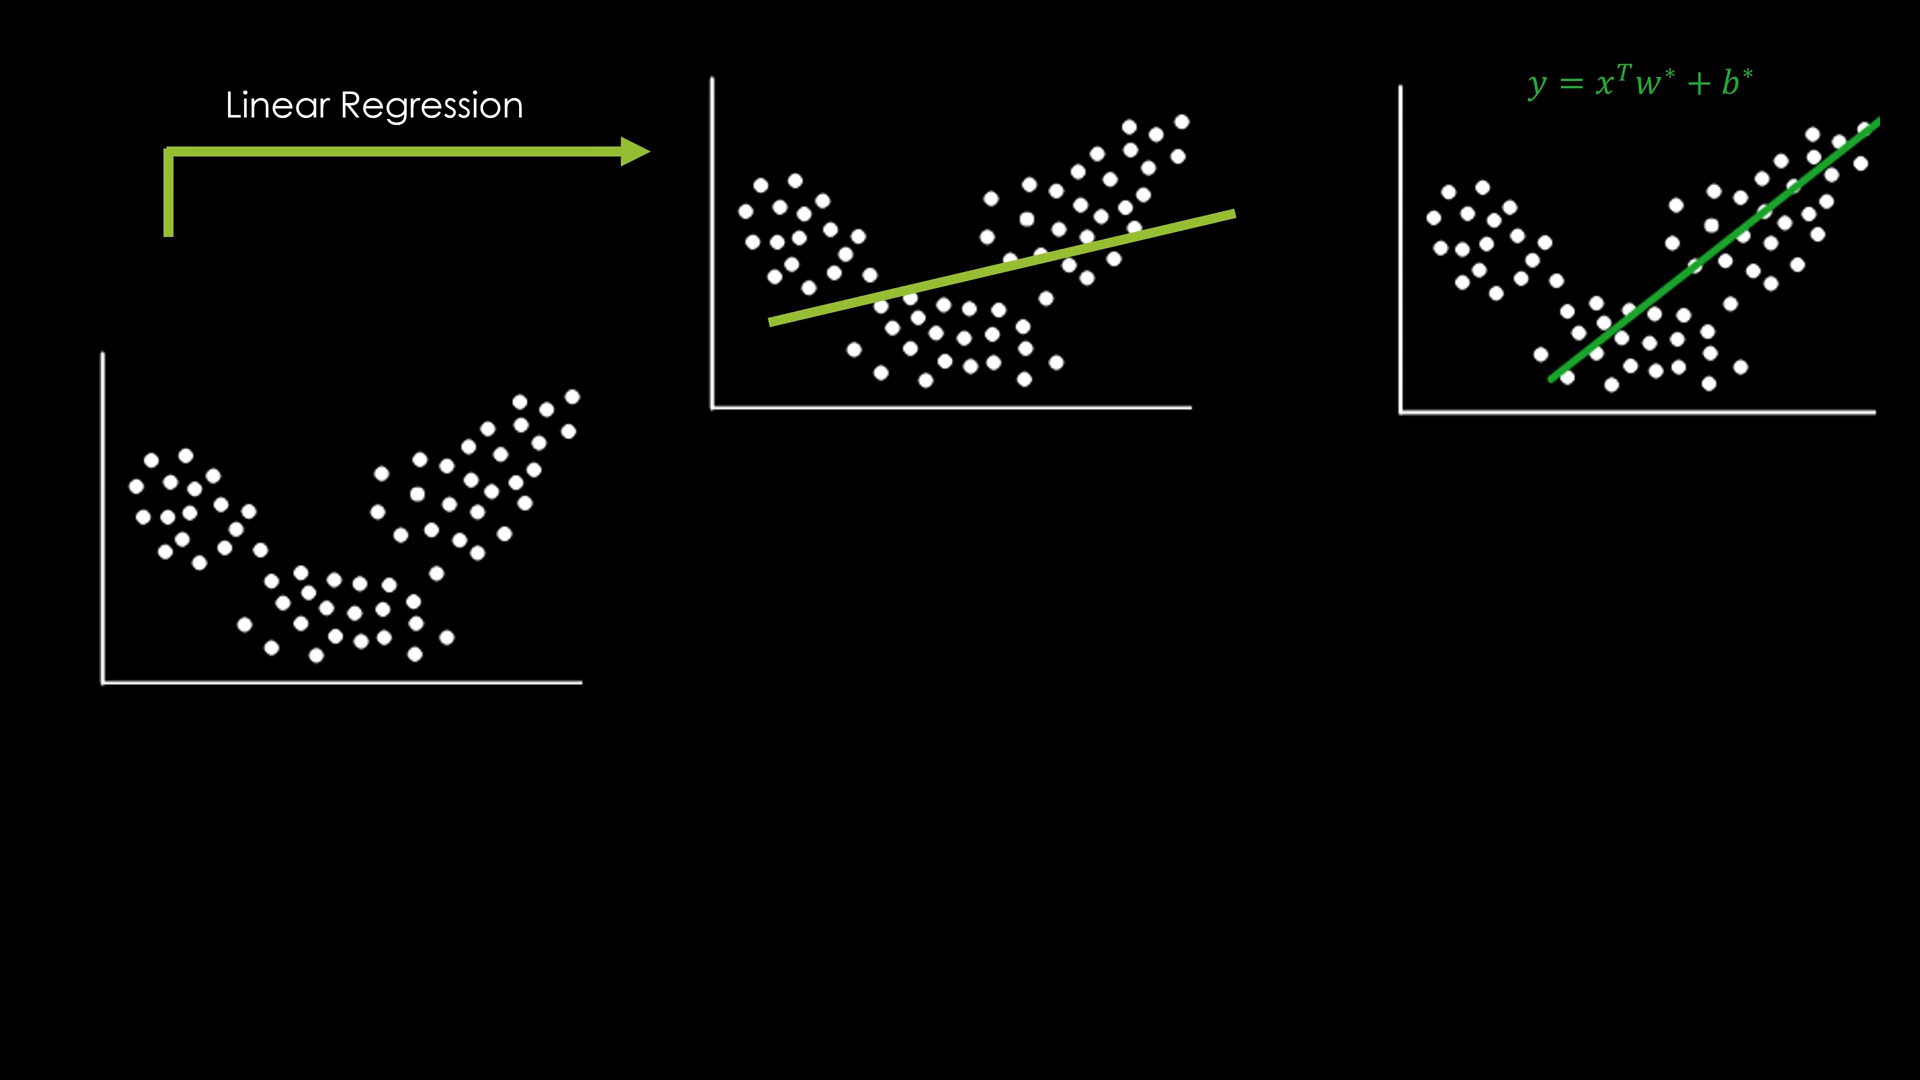 Linear Regression
y = x^T w^* + b^*